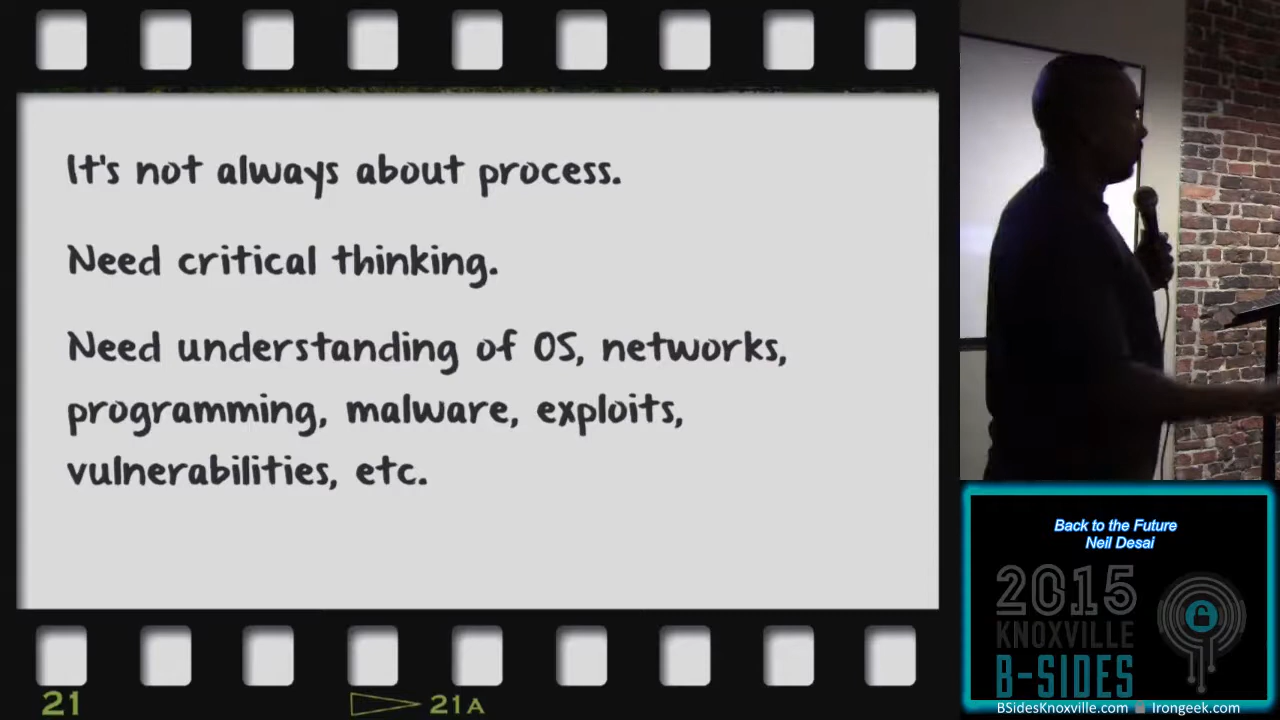 It's not always about process.
Need critical thinking.
Need understanding of OS, networks,
programming, malware, exploits,
vulnerabilities, etc.
21
21A
Back to the Future
Neil Desai
2015
KNOXVILLE
B-SIDES
BSidesKnoxville.com
Irongeek.com